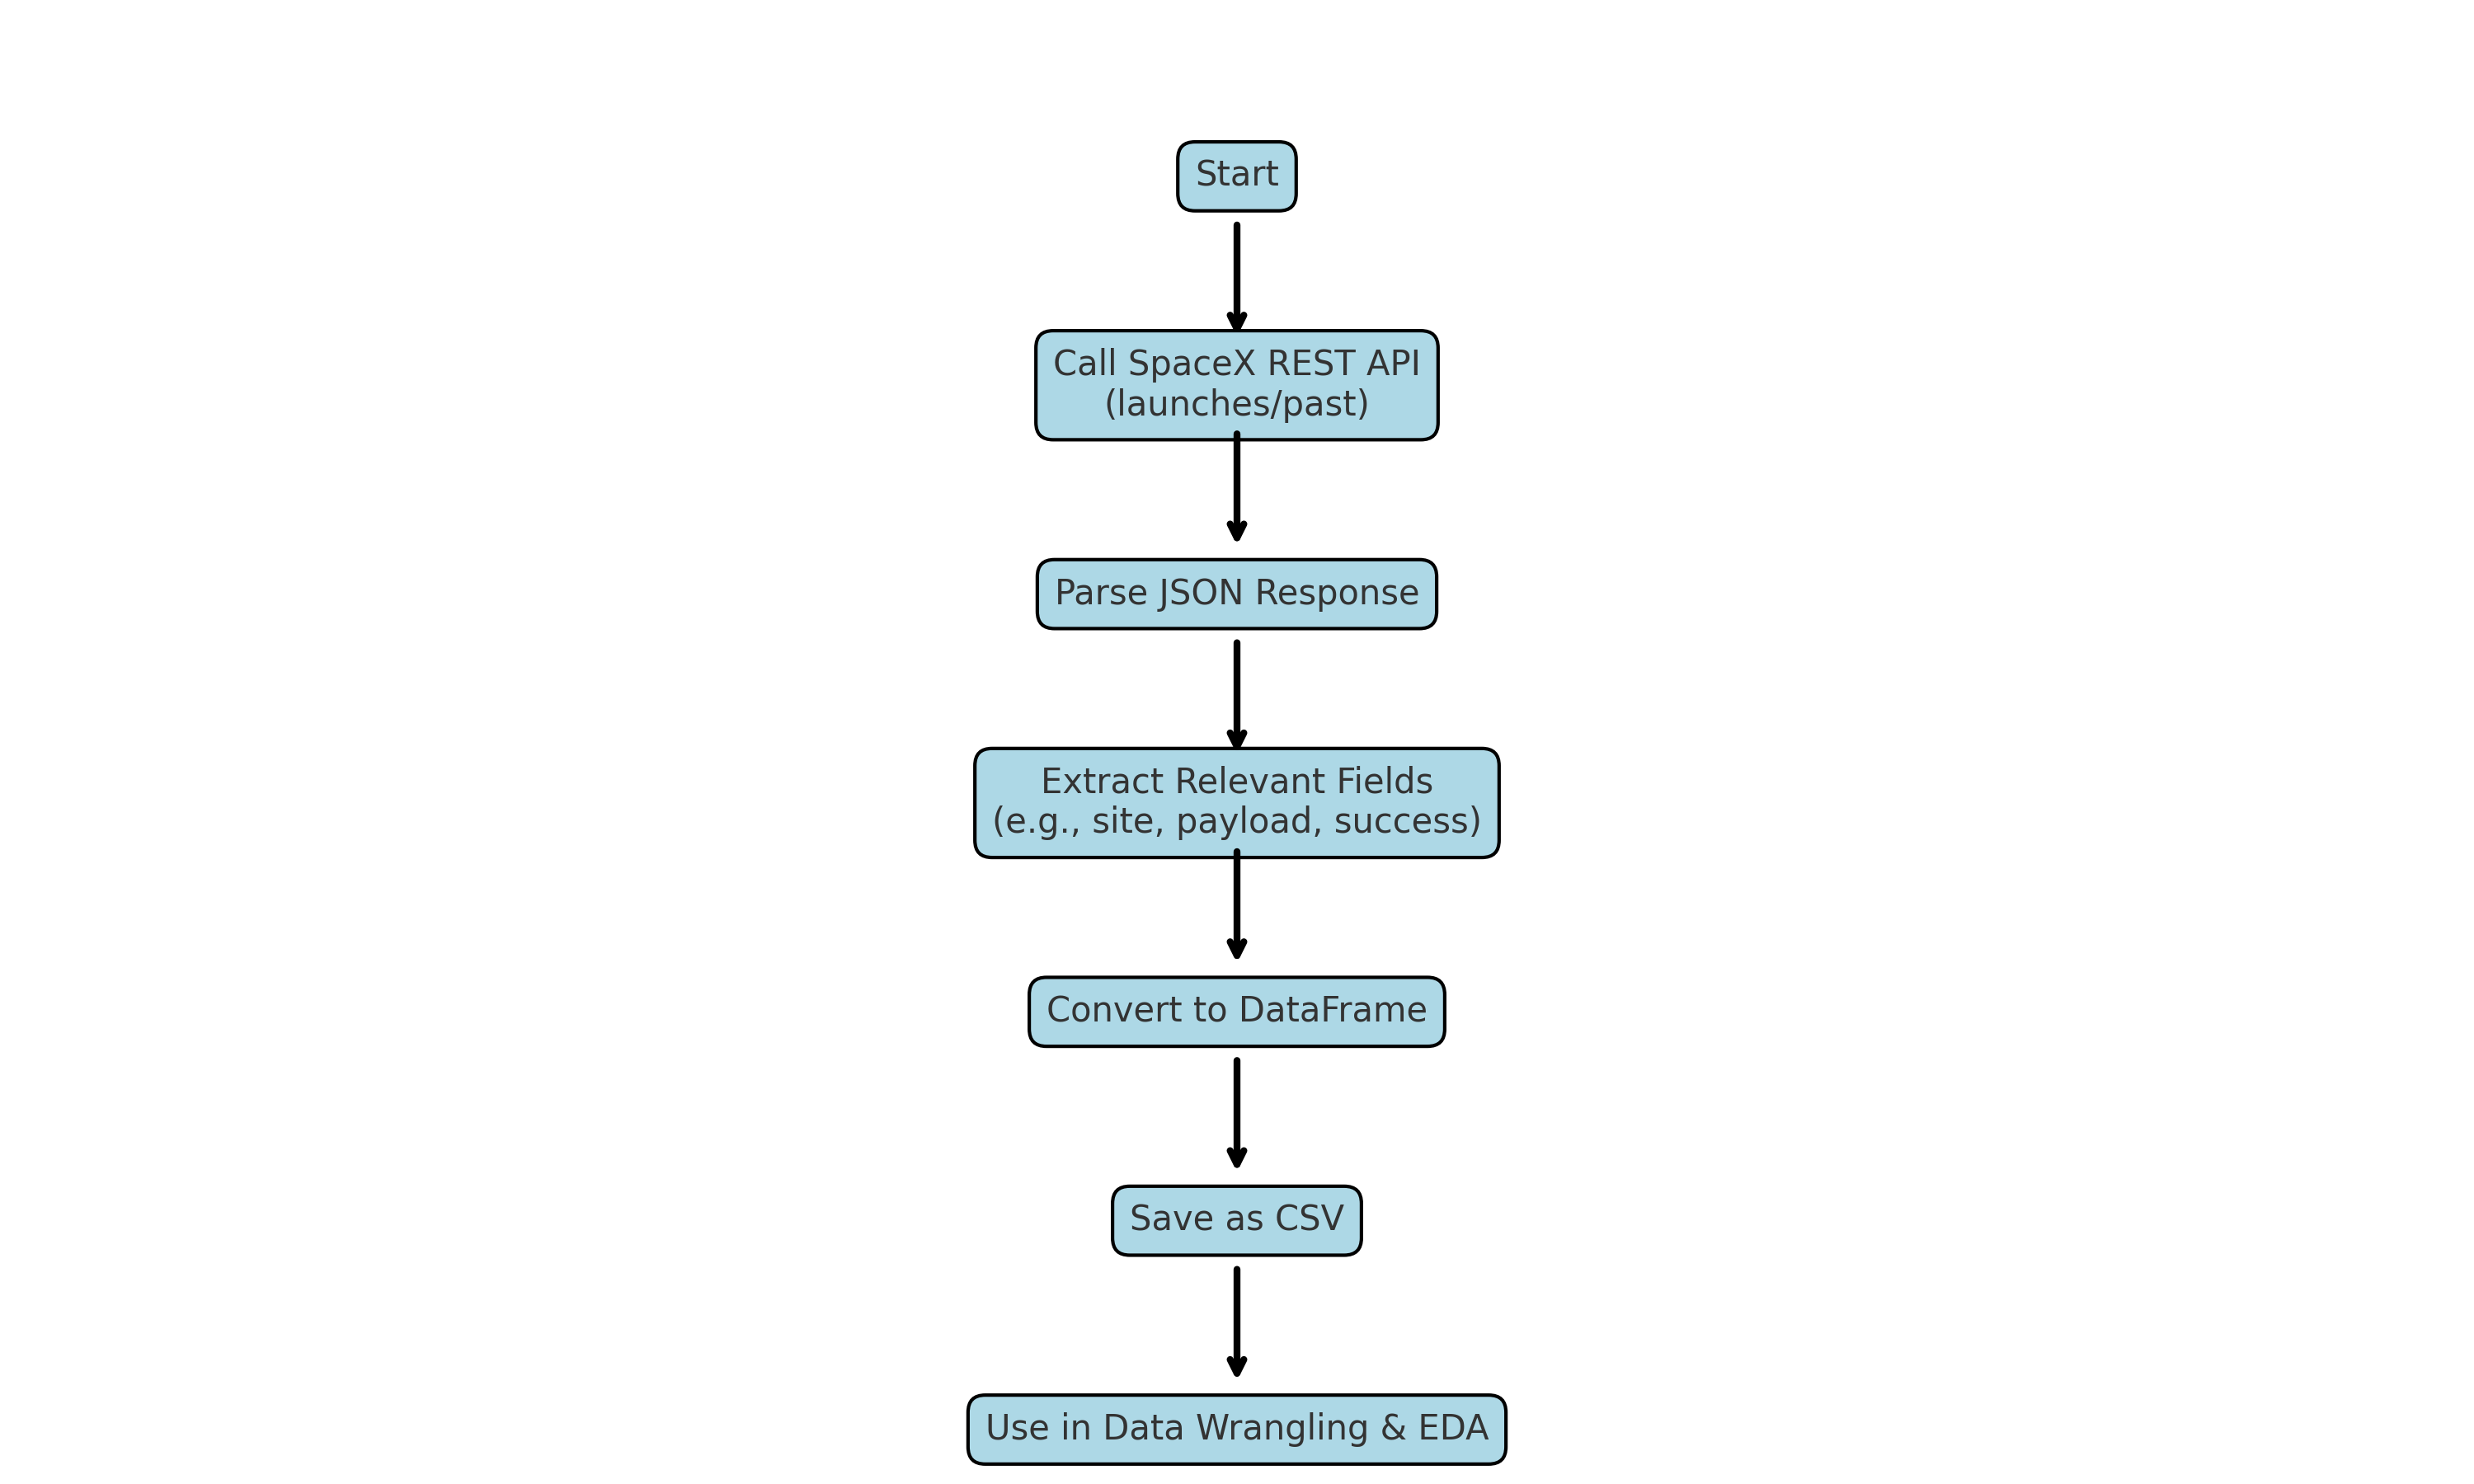 Start
Call SpaceX REST API
(launches/past)
Parse JSON Response
Extract Relevant Fields
(e.g., site, payload, success)
Convert to DataFrame
Save as CSV
Use in Data Wrangling & EDA